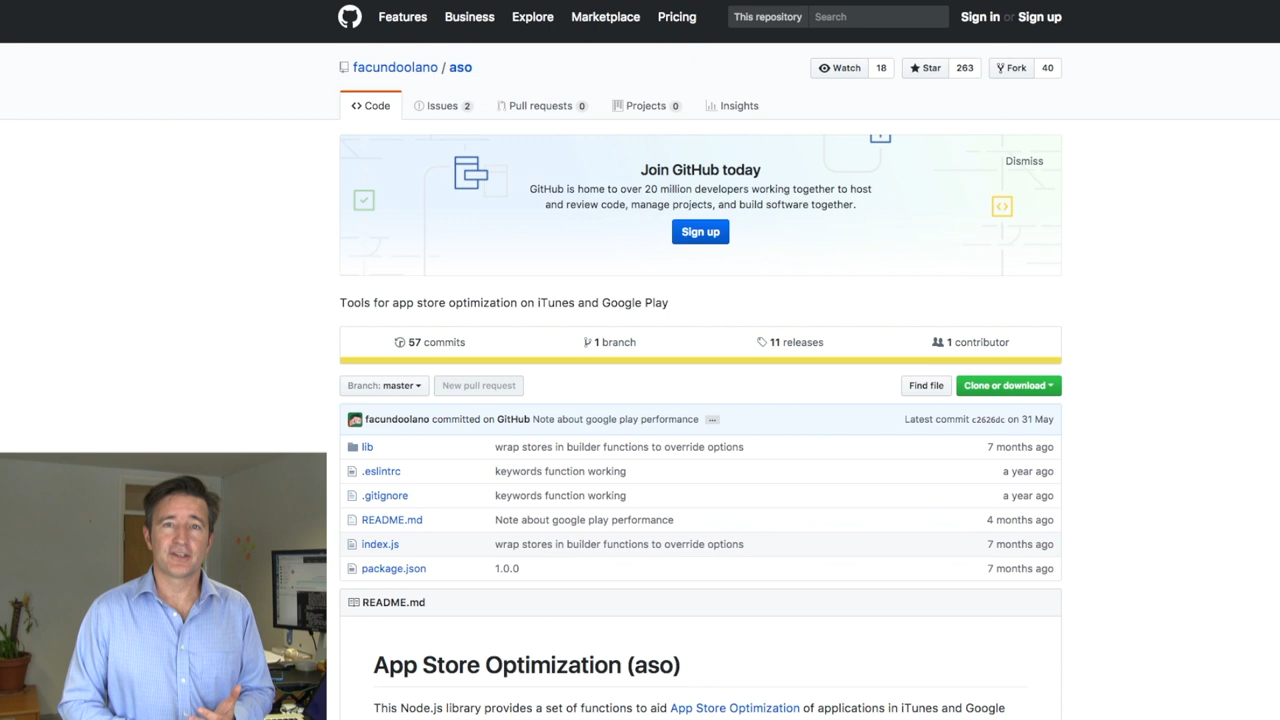 Features Business Explore Marketplace Pricing This repository Search Sign in or Sign up
facundoolano / aso Watch 18 Star 263 Fork 40
Code Issues 2 Pull requests 0 Projects 0 Insights
Join GitHub today
Dismiss
GitHub is home to over 20 million developers working together to host
and review code, manage projects, and build software together.
Sign up
Tools for app store optimization on iTunes and Google Play
57 commits 1 branch 11 releases 1 contributor
Branch: master New pull request Find file Clone or download
facundoolano committed on GitHub Note about google play performance ... Latest commit c2626dc on 31 May
lib wrap stores in builder functions to override options 7 months ago
.eslintrc keywords function working a year ago
.gitignore keywords function working a year ago
README.md Note about google play performance 4 months ago
index.js wrap stores in builder functions to override options 7 months ago
package.json 1.0.0 7 months ago
README.md
App Store Optimization (aso)
This Node.js library provides a set of functions to aid App Store Optimization of applications in iTunes and Google